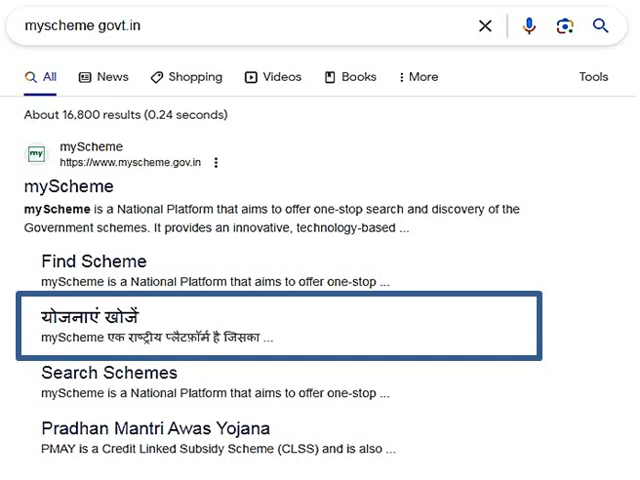 myscheme govt.in
All News Shopping Videos Books More Tools
About 16,800 results (0.24 seconds)
my
myScheme
https://www.myscheme.gov.in
myScheme
myScheme is a National Platform that aims to offer one-stop search and discovery of the
Government schemes. It provides an innovative, technology-based ...
Find Scheme
myScheme is a National Platform that aims to offer one-stop ...
योजनाएं खोजें
myScheme एक राष्ट्रीय प्लैटफ़ॉर्म है जिसका ...
Search Schemes
myScheme is a National Platform that aims to offer one-stop ...
Pradhan Mantri Awas Yojana
PMAY is a Credit Linked Subsidy Scheme (CLSS) and is also ...